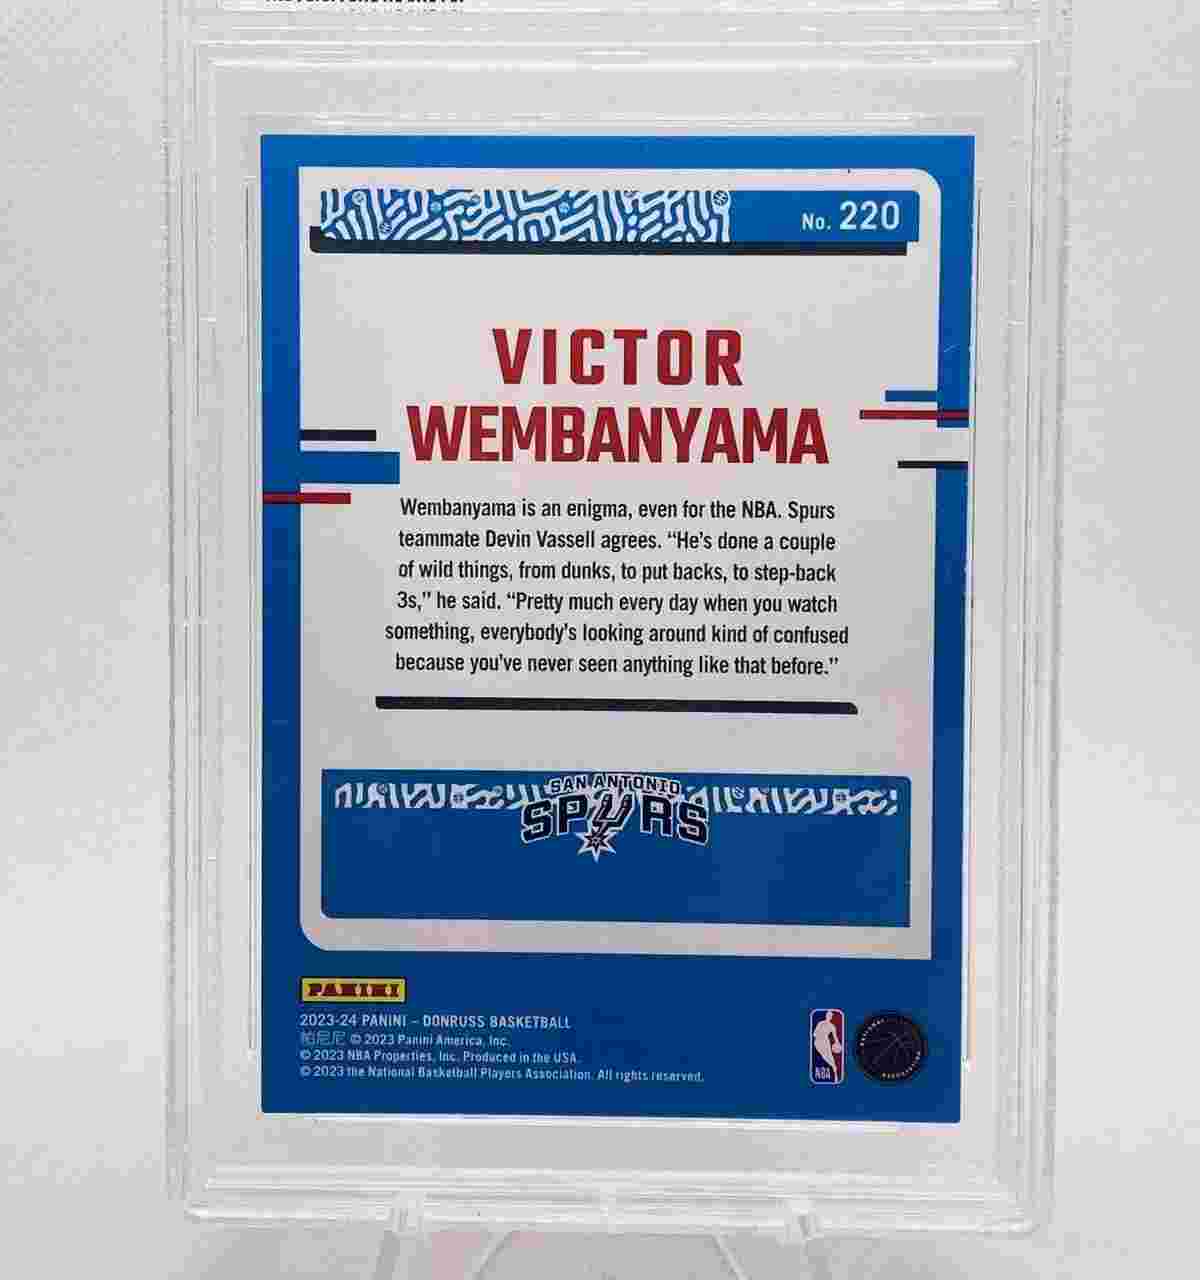 No. 220
VICTOR
WEMBANYAMA
Wembanyama is an enigma, even for the NBA. Spurs
teammate Devin Vassell agrees. “He’s done a couple
of wild things, from dunks, to put backs, to step-back
3s,” he said. “Pretty much every day when you watch
something, everybody’s looking around kind of confused
because you’ve never seen anything like that before.”
SAN ANTONIO
SPURS
PANINI
2023-24 PANINI – DONRUSS BASKETBALL
帕尼尼 © 2023 Panini America, Inc.
© 2023 NBA Properties, Inc. Produced in the USA.
© 2023 the National Basketball Players Association. All rights reserved.
NBA